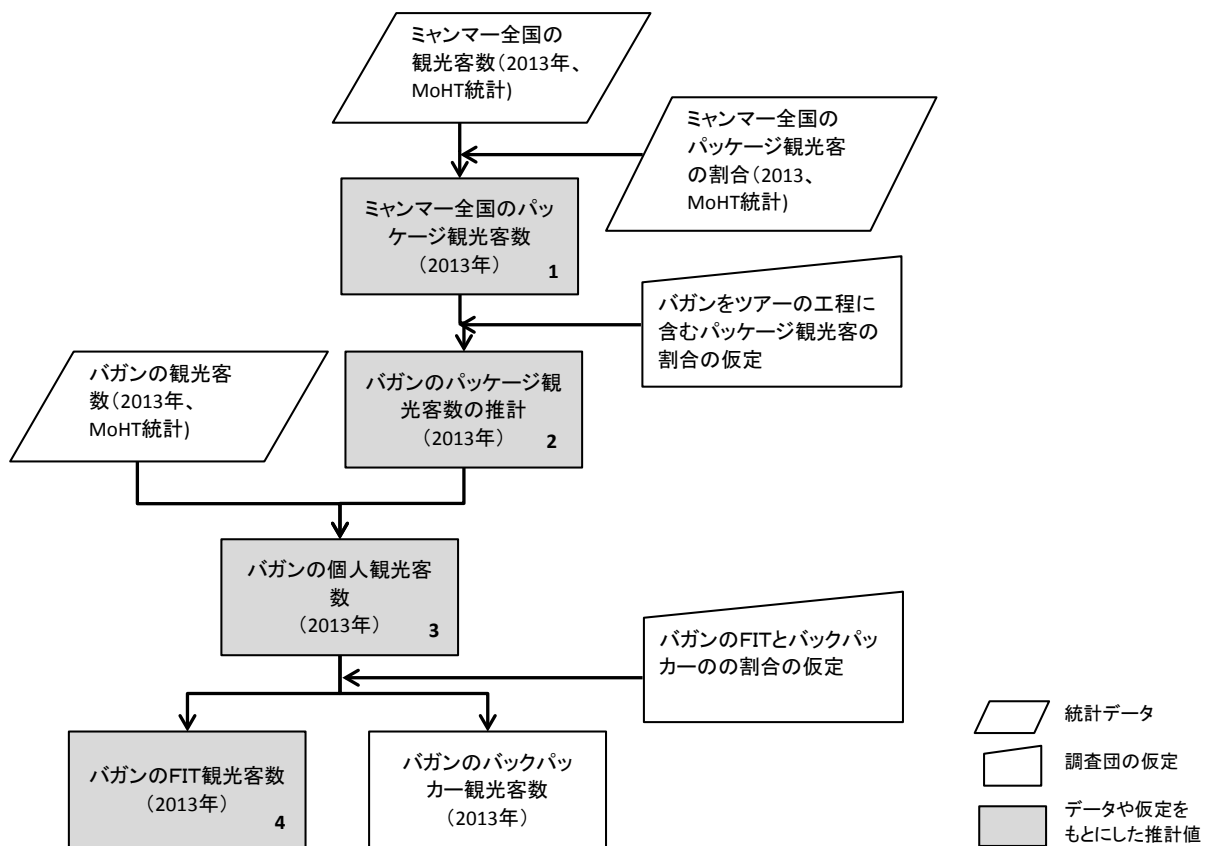 ミャンマー全国の
観光客数(2013年、
MoHT統計)
ミャンマー全国の
パッケージ観光客
の割合(2013、
MoHT統計)
ミャンマー全国のパッ
ケージ観光客数
（2013年）
1
バガンをツアーの工程に
含むパッケージ観光客の
割合の仮定
バガンの観光客
数(2013年、
MoHT統計)
バガンのパッケージ観
光客数の推計
（2013年）
2
バガンの個人観光客
数
（2013年）
3
バガンのFITとバックパッ
カーのの割合の仮定
バガンのFIT観光客数
（2013年）
4
バガンのバックパッ
カー観光客数
（2013年）
統計データ
調査団の仮定
データや仮定を
もとにした推計値